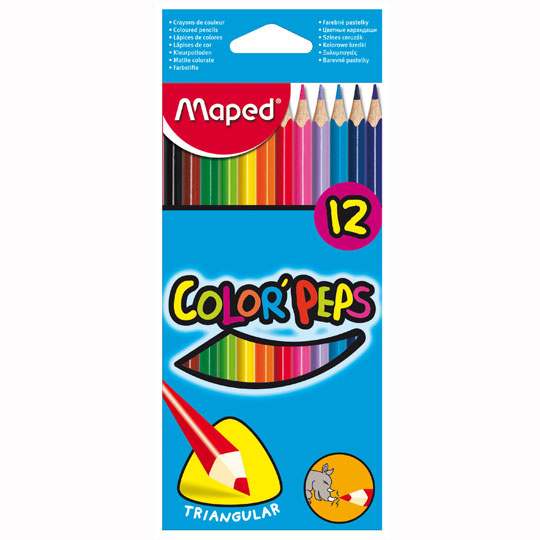 • Crayons de couleur
• Coloured pencils
• Lápices de colores
• Lápises de cor
• Kleurpotloden
• Matite colorate
• Farbstifte
• Farebné pastelky
• Цветные карандаши
• Színes ceruzák
• Kolorowe kredki
• Ξυλομπογιές
• Barevné pastelky
Maped®
12
COLOR'PEPS
TRIANGULAR